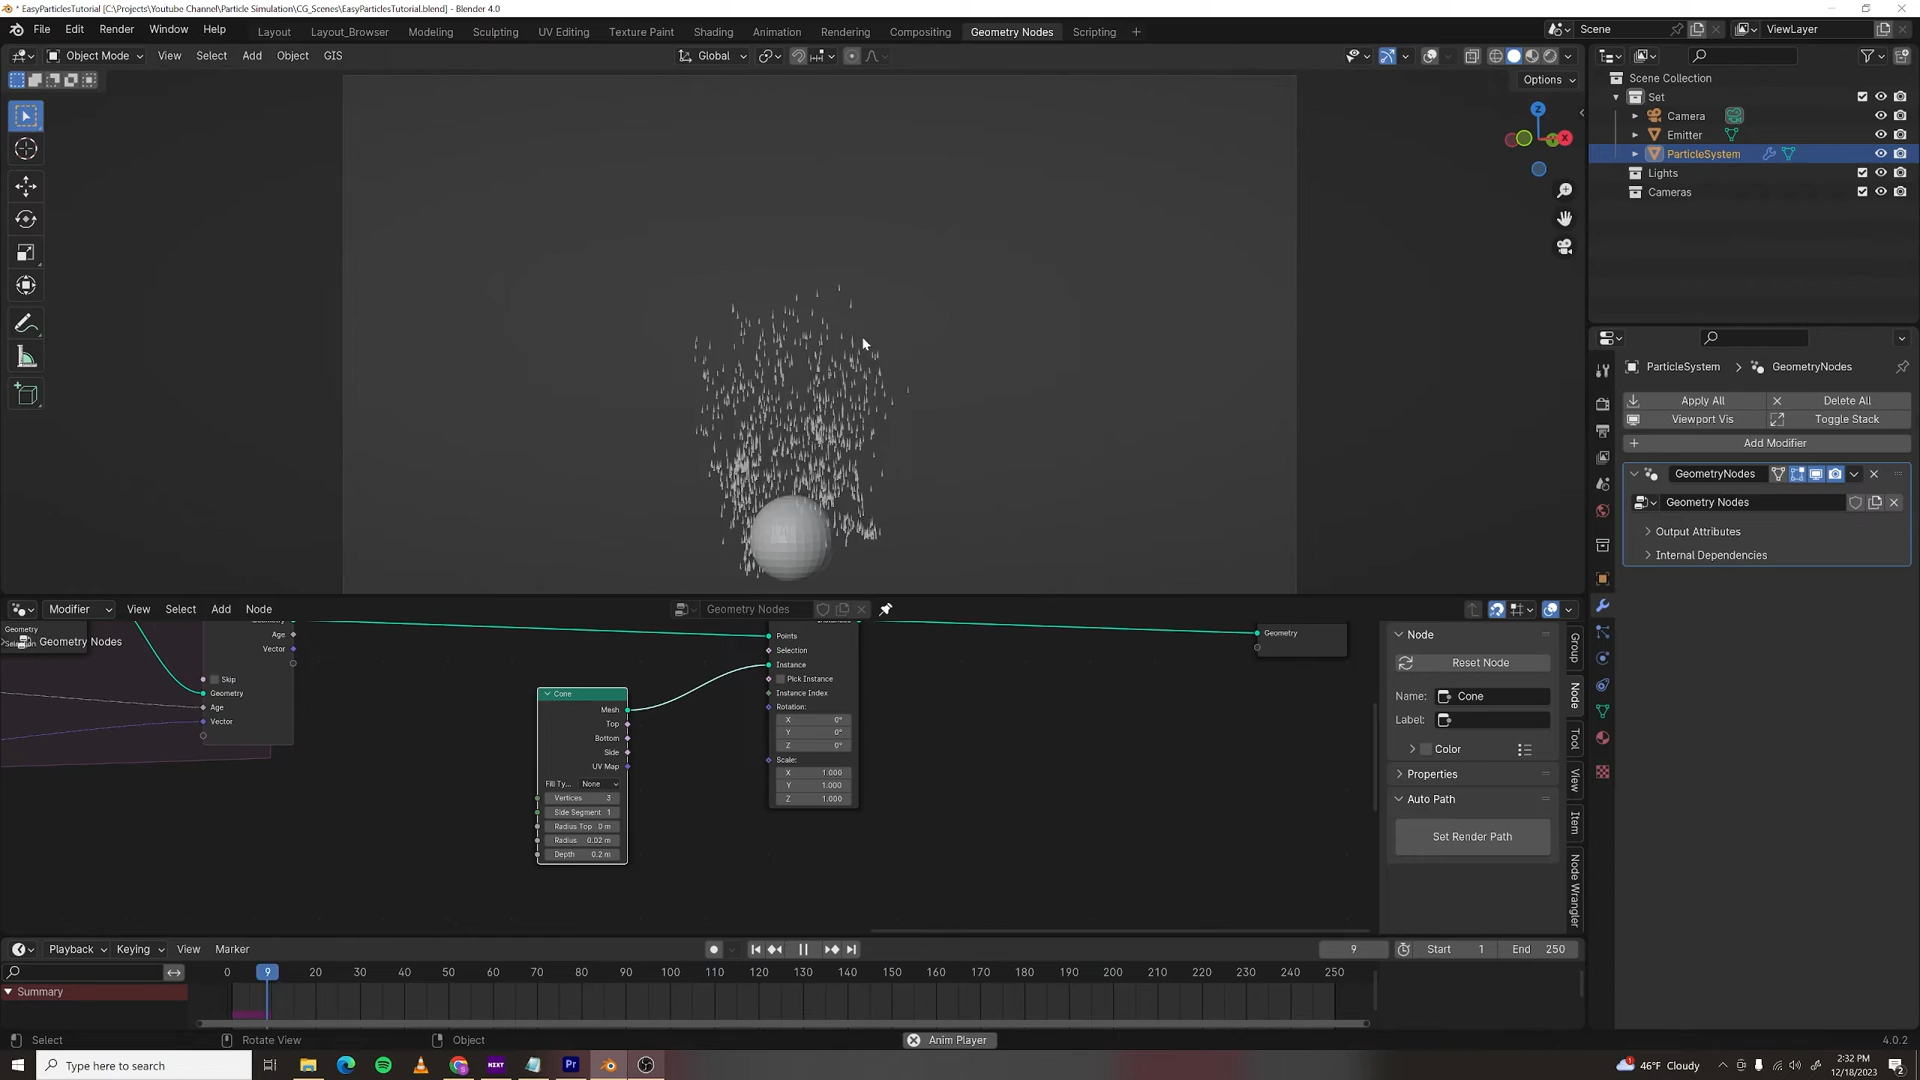 * EasyParticlesTutorial [C:\Projects\Youtube Channel\Particle Simulation\CG_Scenes\EasyParticlesTutorial.blend] - Blender 4.0
File Edit Render Window Help Layout Layout_Browser Modeling Sculpting UV Editing Texture Paint Shading Animation Rendering Compositing Geometry Nodes Scripting + Scene ViewLayer
Object Mode View Select Add Object GIS Global
Options
Z
X
Scene Collection
Set
Camera
Emitter
ParticleSystem
Lights
Cameras
ParticleSystem > GeometryNodes
Apply All Delete All
Viewport Vis Toggle Stack
Add Modifier
GeometryNodes
Geometry Nodes
Output Attributes
Internal Dependencies
Modifier View Select Add Node Geometry Nodes
Geometry
Selection
Geometry Nodes
Age
Vector
Skip
Geometry
Age
Vector
Cone
Mesh
Top
Bottom
Side
UV Map
Fill Ty... None
Vertices 3
Side Segment 1
Radius Top 0 m
Radius 0.02 m
Depth 0.2 m
Points
Selection
Instance
Pick Instance
Instance Index
Rotation:
X 0°
Y 0°
Z 0°
Scale:
X 1.000
Y 1.000
Z 1.000
Geometry
Node
Reset Node
Name: Cone
Label:
Color
Properties
Auto Path
Set Render Path
Group
Node
Tool
View
Item
Node Wrangler
Playback Keying View Marker 9 Start 1 End 250
0 9 20 30 40 50 60 70 80 90 100 110 120 130 140 150 160 170 180 190 200 210 220 230 240 250
Summary
Select Rotate View Object Anim Player 4.0.2
Type here to search NIXT Pr 46°F Cloudy 2:32 PM
12/18/2023
2